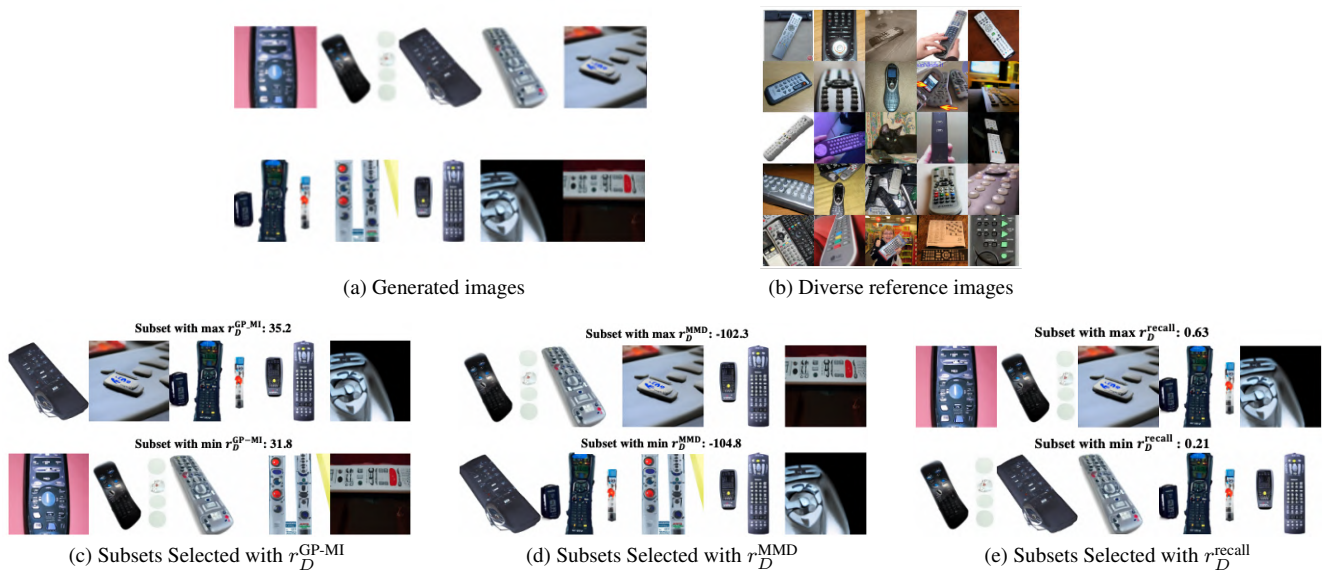 (a) Generated images
(b) Diverse reference images
Subset with max r_D^GP_MI: 35.2
Subset with min r_D^GP−MI: 31.8
(c) Subsets Selected with r_D^GP-MI
Subset with max r_D^MMD: -102.3
Subset with min r_D^MMD: -104.8
(d) Subsets Selected with r_D^MMD
Subset with max r_D^recall: 0.63
Subset with min r_D^recall : 0.21
(e) Subsets Selected with r_D^recall